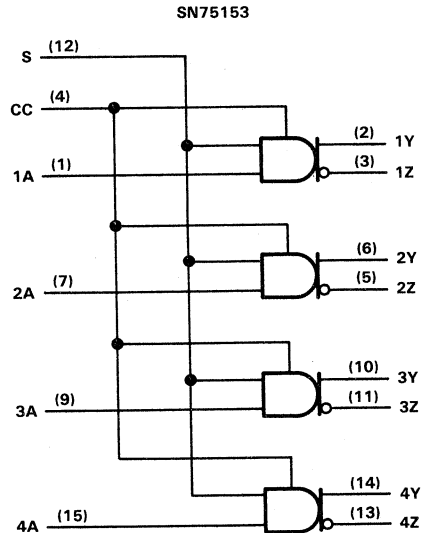 SN75153
S (12)
CC (4)
(2) 1Y
1A (1) (3) 1Z
(6) 2Y
2A (7) (5) 2Z
(10) 3Y
3A (9) (11) 3Z
(14) 4Y
4A (15) (13) 4Z